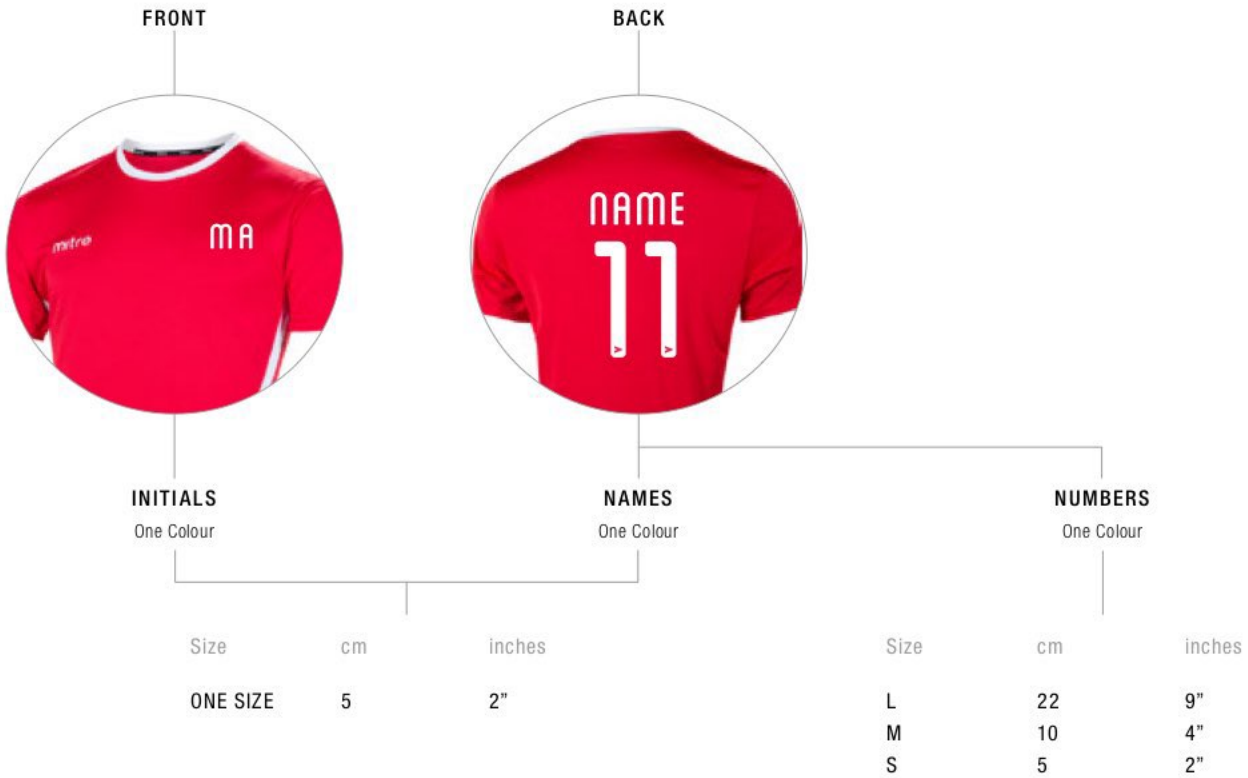 FRONT
BACK
mitre
MA
NAME
11
INITIALS
One Colour
NAMES
One Colour
NUMBERS
One Colour
Size cm inches
ONE SIZE 5 2”
Size cm inches
L 22 9”
M 10 4”
S 5 2”